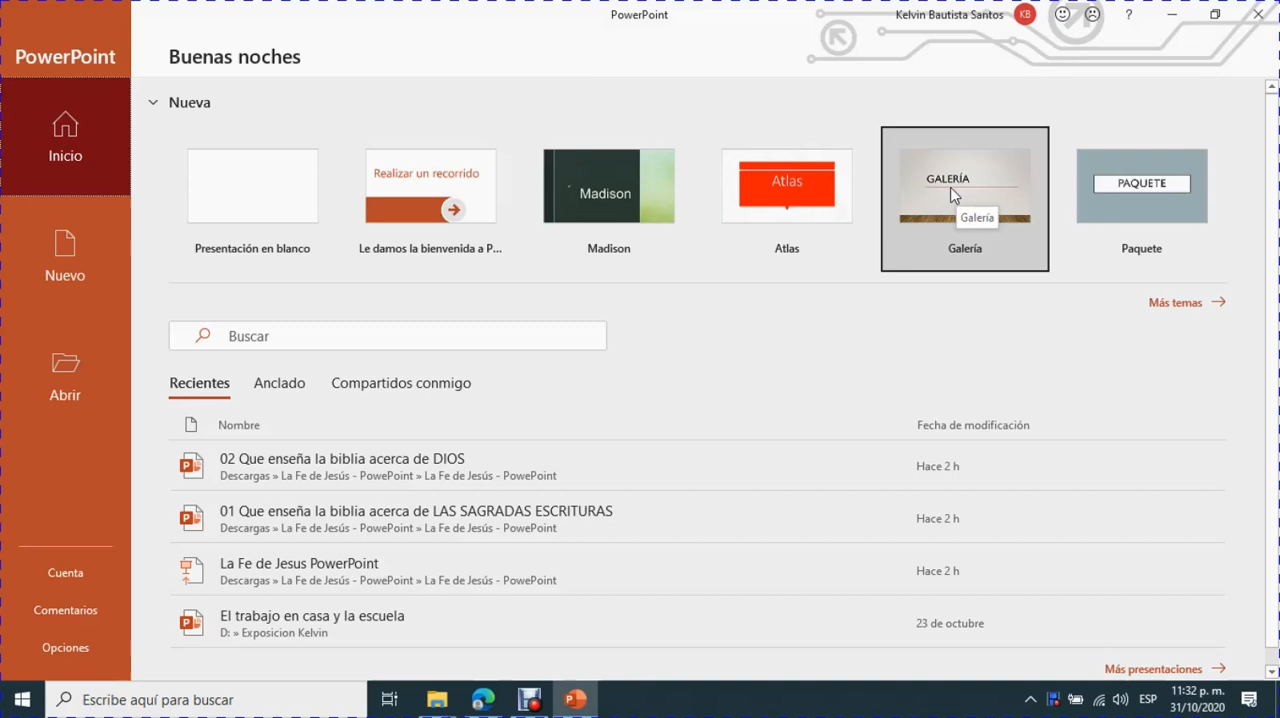 PowerPoint
Kelvin Bautista Santos
KB
?
PowerPoint
Buenas noches
Nueva
Inicio
Nuevo
Abrir
Cuenta
Comentarios
Opciones
Realizar un recorrido
Madison
Atlas
GALERÍA
Galería
PAQUETE
Presentación en blanco
Le damos la bienvenida a P...
Madison
Atlas
Galería
Paquete
Más temas
Buscar
Recientes Anclado Compartidos conmigo
Nombre Fecha de modificación
02 Que enseña la biblia acerca de DIOS
Descargas » La Fe de Jesús - PowePoint » La Fe de Jesús - PowePoint
Hace 2 h
01 Que enseña la biblia acerca de LAS SAGRADAS ESCRITURAS
Descargas » La Fe de Jesús - PowePoint » La Fe de Jesús - PowePoint
Hace 2 h
La Fe de Jesus PowerPoint
Descargas » La Fe de Jesús - PowePoint » La Fe de Jesús - PowePoint
Hace 2 h
El trabajo en casa y la escuela
D: » Exposicion Kelvin
23 de octubre
Más presentaciones
Escribe aquí para buscar
ESP
11:32 p. m.
31/10/2020